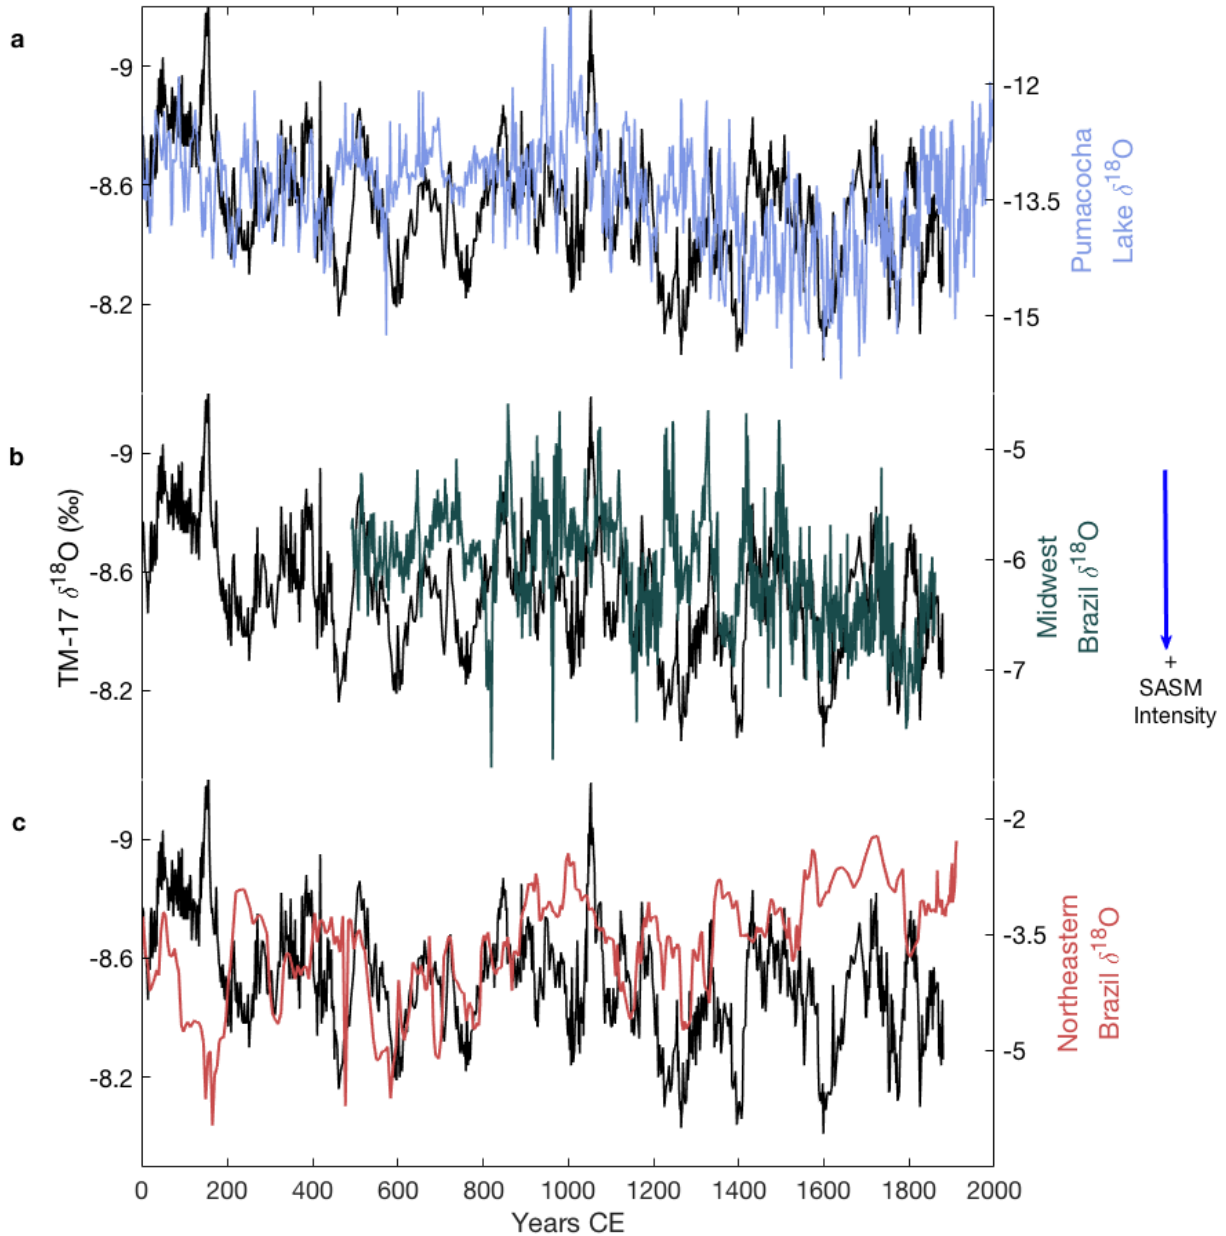 a
-9
-8.6
-8.2
-12
-13.5
-15
Pumacocha
Lake δ18O
b
-9
-8.6
-8.2
TM-17 δ18O (‰)
-5
-6
-7
Midwest
Brazil δ18O
+
SASM
Intensity
c
-9
-8.6
-8.2
-2
-3.5
-5
Northeastern
Brazil δ18O
0 200 400 600 800 1000 1200 1400 1600 1800 2000
Years CE